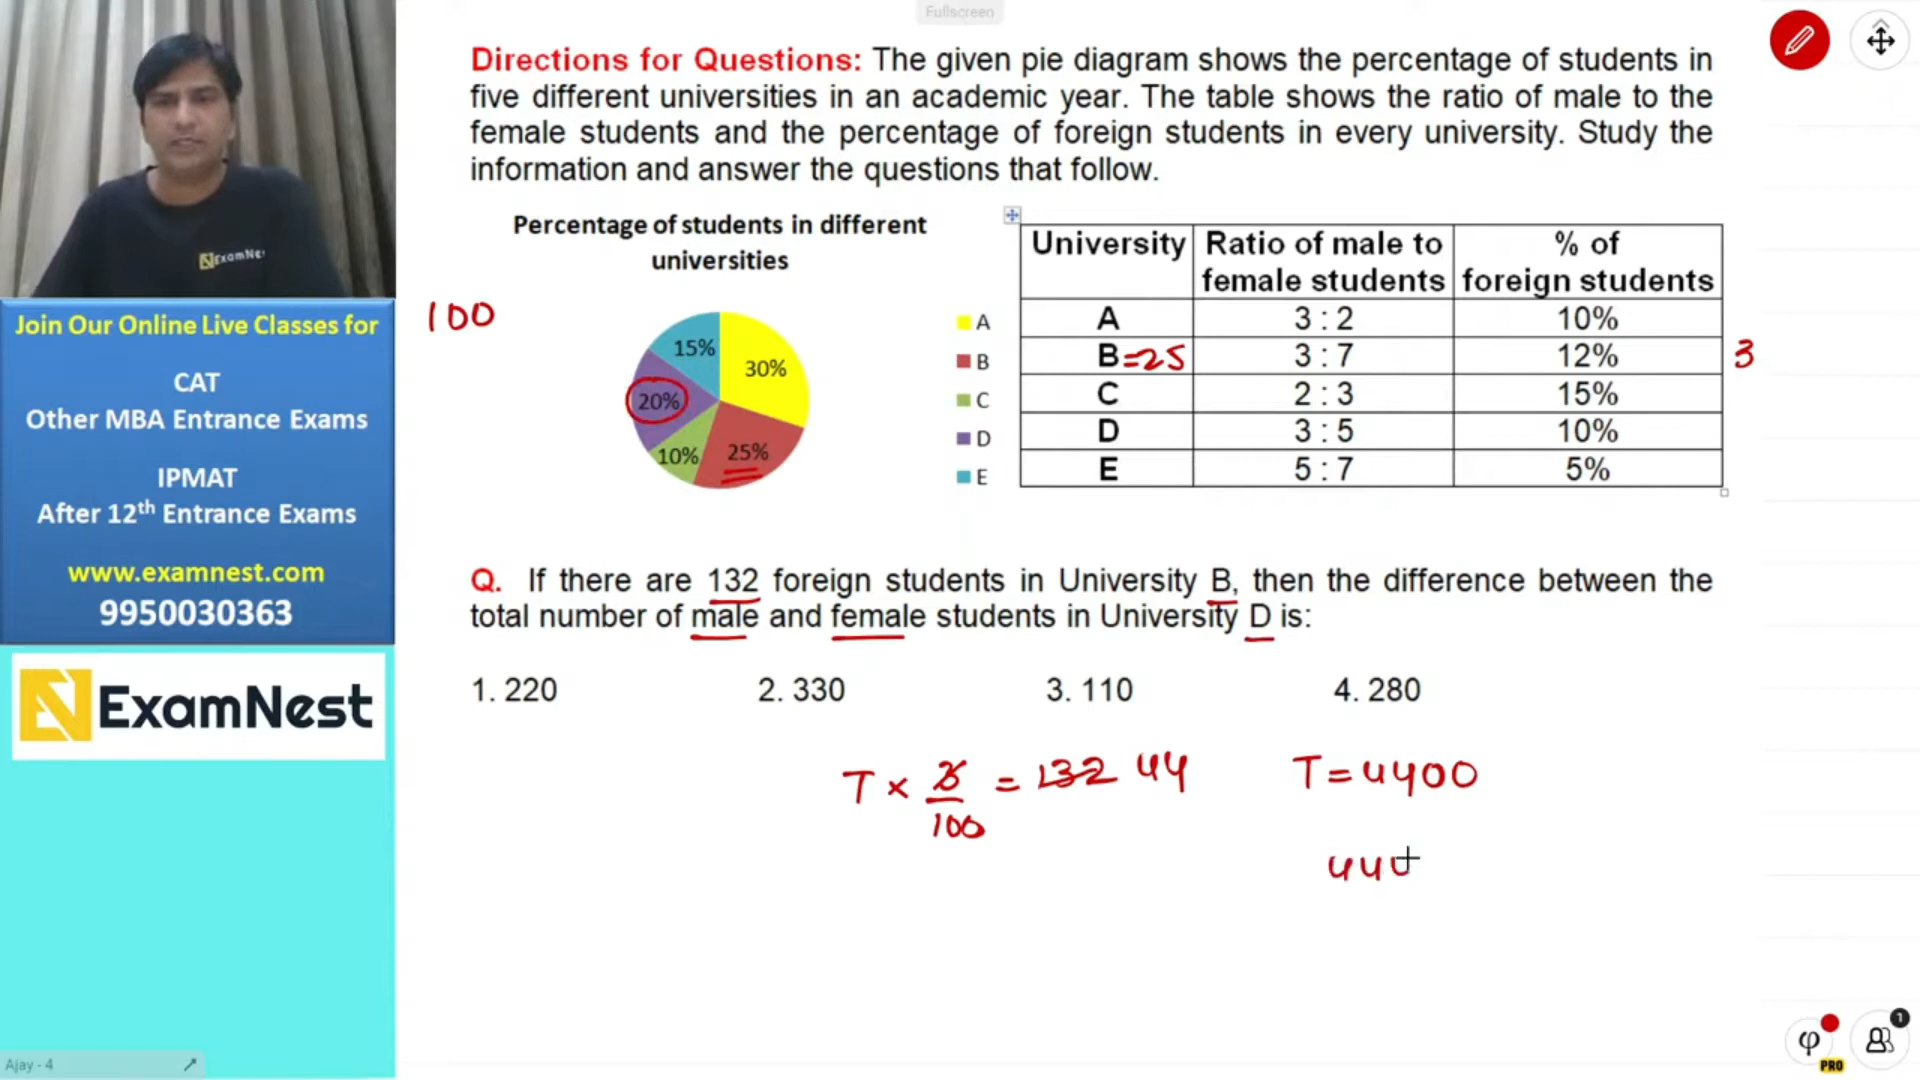 Fullscreen
Directions for Questions: The given pie diagram shows the percentage of students in
five different universities in an academic year. The table shows the ratio of male to the
female students and the percentage of foreign students in every university. Study the
information and answer the questions that follow.
Percentage of students in different
universities
100
15%
30%
20%
10%
25%
A
B
C
D
E
University Ratio of male to female students % of foreign students
A 3 : 2 10%
B =25 3 : 7 12% 3
C 2 : 3 15%
D 3 : 5 10%
E 5 : 7 5%
Q. If there are 132 foreign students in University B, then the difference between the
total number of male and female students in University D is:
1. 220 2. 330 3. 110 4. 280
T × 3/100 = 132 44 T = 4400
440
ExamNest
Join Our Online Live Classes for
CAT
Other MBA Entrance Exams
IPMAT
After 12th Entrance Exams
www.examnest.com
9950030363
ExamNest
Ajay - 4
φ
PRO
1